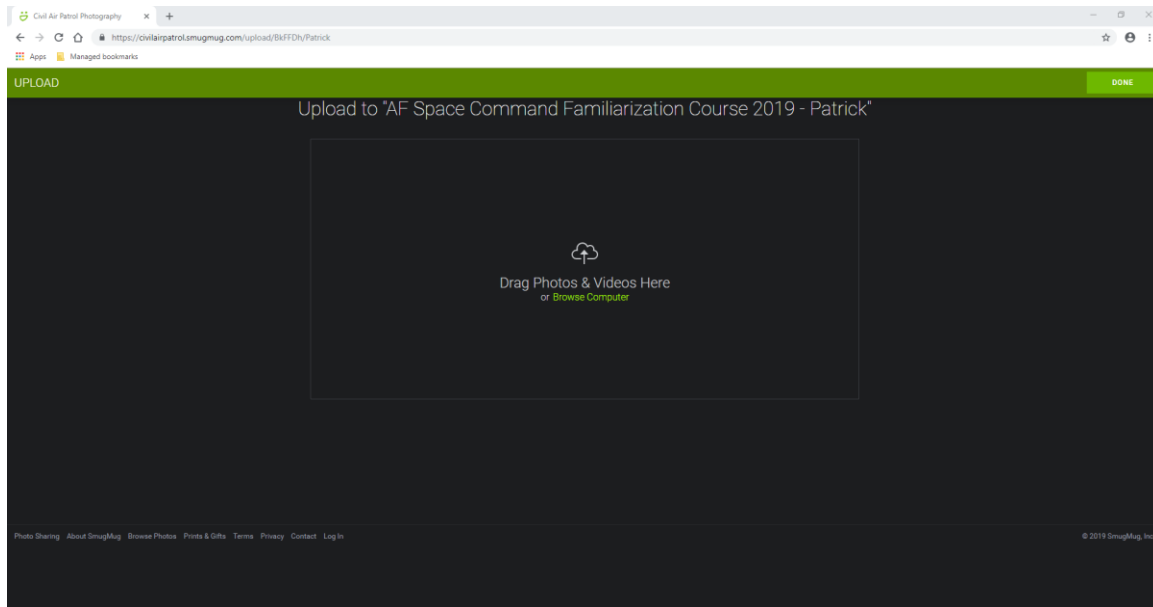 Civil Air Patrol Photography
https://civilairpatrol.smugmug.com/upload/BkFFDh/Patrick
Apps Managed bookmarks
UPLOAD DONE
Upload to "AF Space Command Familiarization Course 2019 - Patrick"
Drag Photos & Videos Here
or Browse Computer
Photo Sharing About SmugMug Browse Photos Prints & Gifts Terms Privacy Contact Log In © 2019 SmugMug, Inc